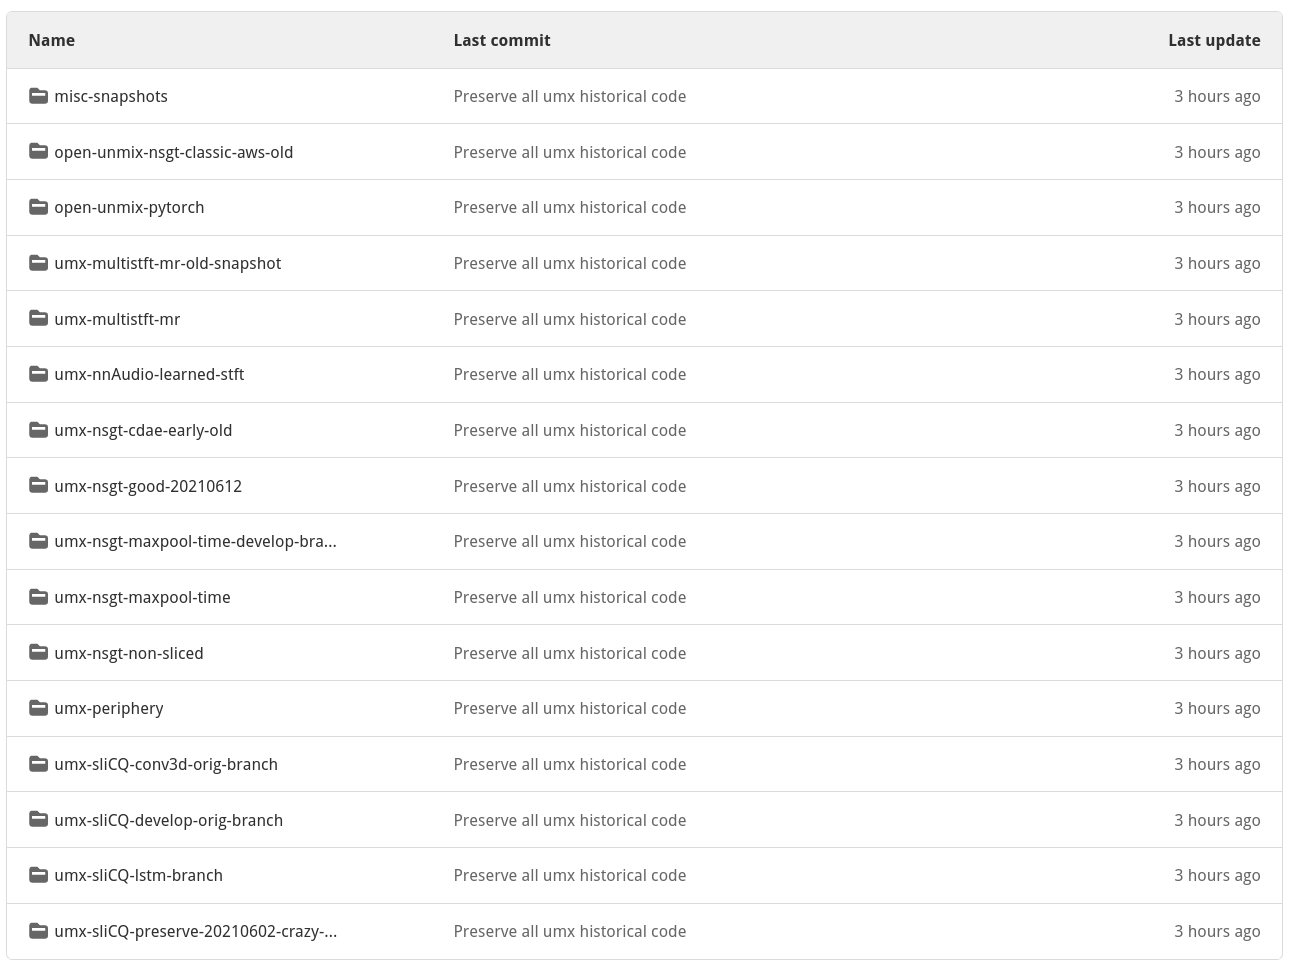 Name Last commit Last update
misc-snapshots Preserve all umx historical code 3 hours ago
open-unmix-nsgt-classic-aws-old Preserve all umx historical code 3 hours ago
open-unmix-pytorch Preserve all umx historical code 3 hours ago
umx-multistft-mr-old-snapshot Preserve all umx historical code 3 hours ago
umx-multistft-mr Preserve all umx historical code 3 hours ago
umx-nnAudio-learned-stft Preserve all umx historical code 3 hours ago
umx-nsgt-cdae-early-old Preserve all umx historical code 3 hours ago
umx-nsgt-good-20210612 Preserve all umx historical code 3 hours ago
umx-nsgt-maxpool-time-develop-bra... Preserve all umx historical code 3 hours ago
umx-nsgt-maxpool-time Preserve all umx historical code 3 hours ago
umx-nsgt-non-sliced Preserve all umx historical code 3 hours ago
umx-periphery Preserve all umx historical code 3 hours ago
umx-sliCQ-conv3d-orig-branch Preserve all umx historical code 3 hours ago
umx-sliCQ-develop-orig-branch Preserve all umx historical code 3 hours ago
umx-sliCQ-lstm-branch Preserve all umx historical code 3 hours ago
umx-sliCQ-preserve-20210602-crazy-... Preserve all umx historical code 3 hours ago